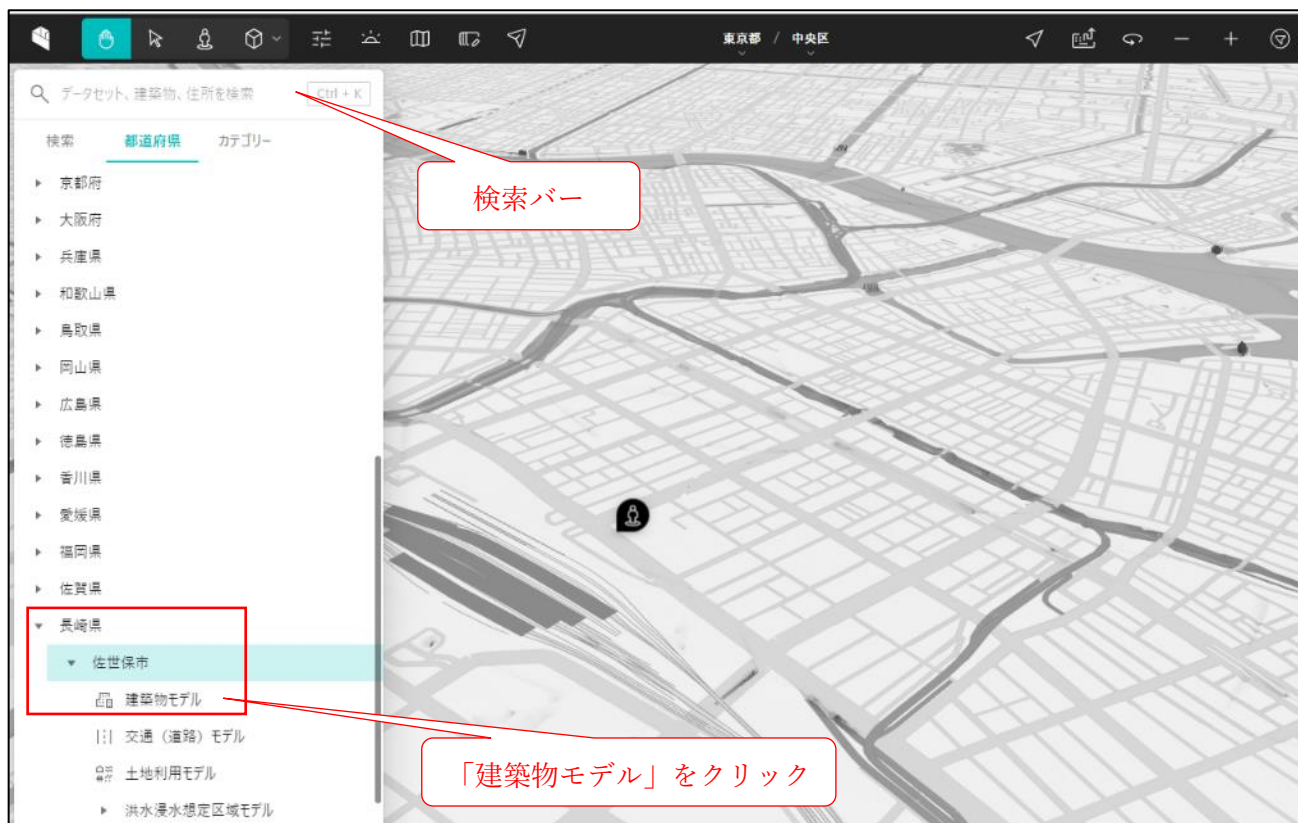 東京都 / 中央区
データセット、建築物、住所を検索 Ctrl + K
検索 都道府県 カテゴリー
京都府
大阪府
兵庫県
和歌山県
鳥取県
岡山県
広島県
徳島県
香川県
愛媛県
福岡県
佐賀県
長崎県
佐世保市
建築物モデル
交通（道路）モデル
土地利用モデル
洪水浸水想定区域モデル
検索バー
「建築物モデル」をクリック